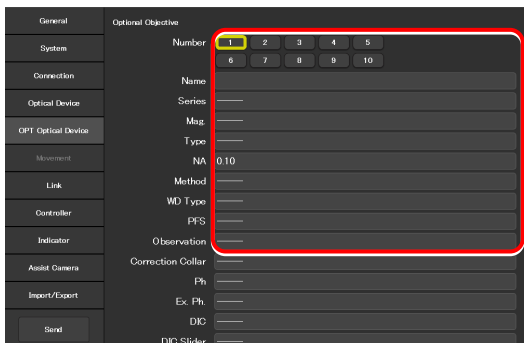 General
System
Connection
Optical Device
OPT Optical Device
Movement
Link
Controller
Indicator
Assist Camera
Import/Export
Send
Optional Objective
Number 1 2 3 4 5
6 7 8 9 10
Name
Series ———
Mag. ———
Type ———
NA 0.10
Method ———
WD Type ———
PFS ———
Observation ———
Correction Collar ———
Ph ———
Ex. Ph. ———
DIC ———
DIC Slider ———